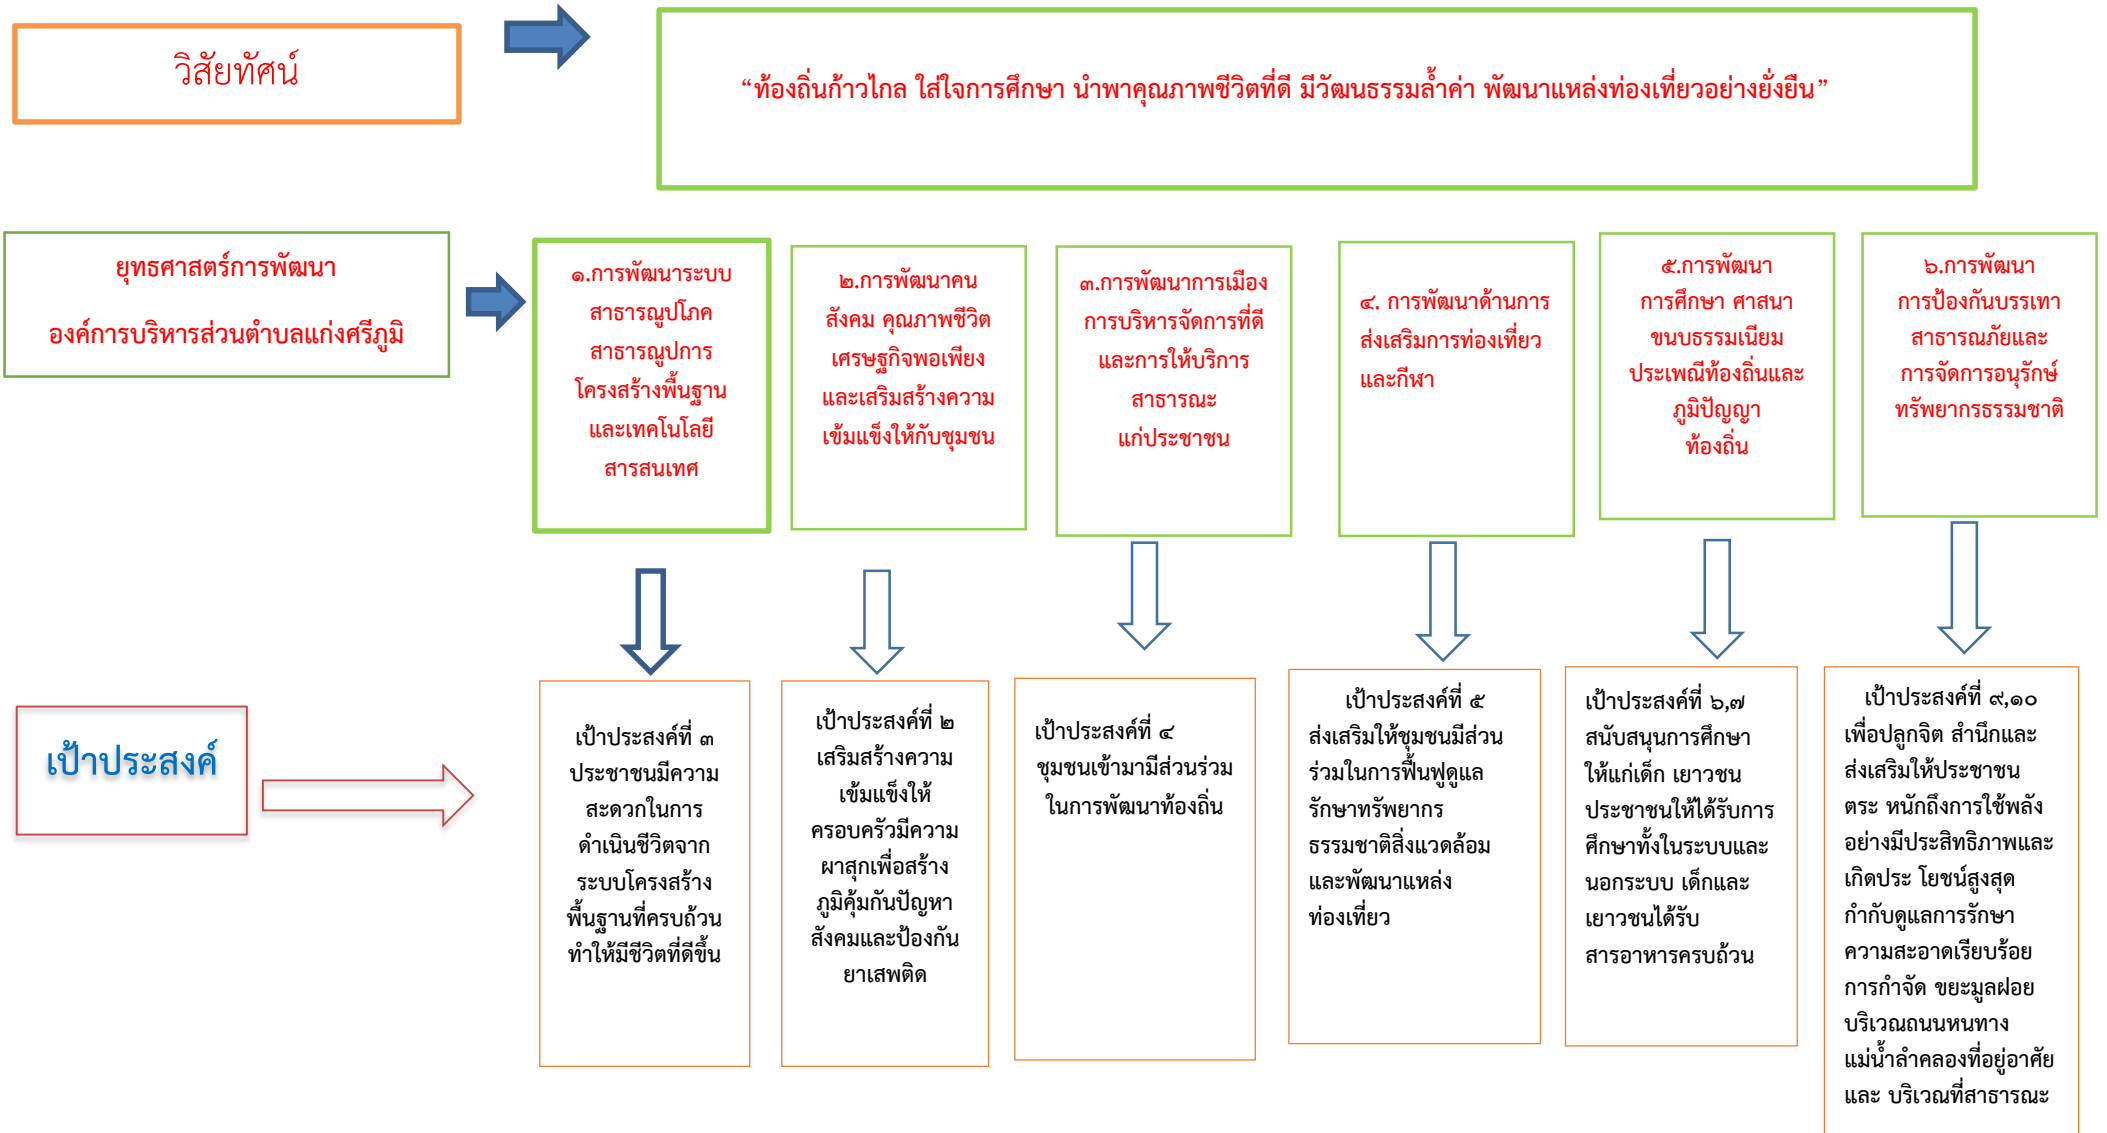 วิสัยทัศน์
“ท้องถิ่นก้าวไกล ใส่ใจการศึกษา นำพาคุณภาพชีวิตที่ดี มีวัฒนธรรมล้ำค่า พัฒนาแหล่งท่องเที่ยวอย่างยั่งยืน”
ยุทธศาสตร์การพัฒนา
องค์การบริหารส่วนตำบลแก่งศรีภูมิ
๑.การพัฒนาระบบ
สาธารณูปโภค
สาธารณูปการ
โครงสร้างพื้นฐาน
และเทคโนโลยี
สารสนเทศ
๒.การพัฒนาคน
สังคม คุณภาพชีวิต
เศรษฐกิจพอเพียง
และเสริมสร้างความ
เข้มแข็งให้กับชุมชน
๓.การพัฒนาการเมือง
การบริหารจัดการที่ดี
และการให้บริการ
สาธารณะ
แก่ประชาชน
๔. การพัฒนาด้านการ
ส่งเสริมการท่องเที่ยว
และกีฬา
๕.การพัฒนา
การศึกษา ศาสนา
ขนบธรรมเนียม
ประเพณีท้องถิ่นและ
ภูมิปัญญา
ท้องถิ่น
๖.การพัฒนา
การป้องกันบรรเทา
สาธารณภัยและ
การจัดการอนุรักษ์
ทรัพยากรธรรมชาติ
เป้าประสงค์
เป้าประสงค์ที่ ๓
ประชาชนมีความ
สะดวกในการ
ดำเนินชีวิตจาก
ระบบโครงสร้าง
พื้นฐานที่ครบถ้วน
ทำให้มีชีวิตที่ดีขึ้น
เป้าประสงค์ที่ ๒
เสริมสร้างความ
เข้มแข็งให้
ครอบครัวมีความ
ผาสุกเพื่อสร้าง
ภูมิคุ้มกันปัญหา
สังคมและป้องกัน
ยาเสพติด
เป้าประสงค์ที่ ๔
ชุมชนเข้ามามีส่วนร่วม
ในการพัฒนาท้องถิ่น
เป้าประสงค์ที่ ๕
ส่งเสริมให้ชุมชนมีส่วน
ร่วมในการฟื้นฟูดูแล
รักษาทรัพยากร
ธรรมชาติสิ่งแวดล้อม
และพัฒนาแหล่ง
ท่องเที่ยว
เป้าประสงค์ที่ ๖,๗
สนับสนุนการศึกษา
ให้แก่เด็ก เยาวชน
ประชาชนให้ได้รับการ
ศึกษาทั้งในระบบและ
นอกระบบ เด็กและ
เยาวชนได้รับ
สารอาหารครบถ้วน
เป้าประสงค์ที่ ๙,๑๐
เพื่อปลูกจิต สำนึกและ
ส่งเสริมให้ประชาชน
ตระ หนักถึงการใช้พลัง
อย่างมีประสิทธิภาพและ
เกิดประ โยชน์สูงสุด
กำกับดูแลการรักษา
ความสะอาดเรียบร้อย
การกำจัด ขยะมูลฝอย
บริเวณถนนหนทาง
แม่น้ำลำคลองที่อยู่อาศัย
และ บริเวณที่สาธารณะ